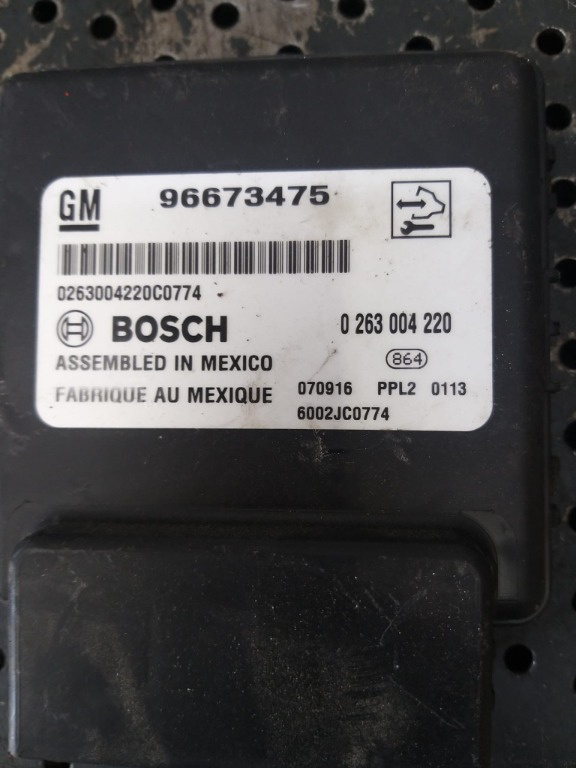 GM 96673475
0263004220C0774
BOSCH 0 263 004 220
ASSEMBLED IN MEXICO 864
FABRIQUE AU MEXIQUE 070916 PPL2 0113
6002JC0774